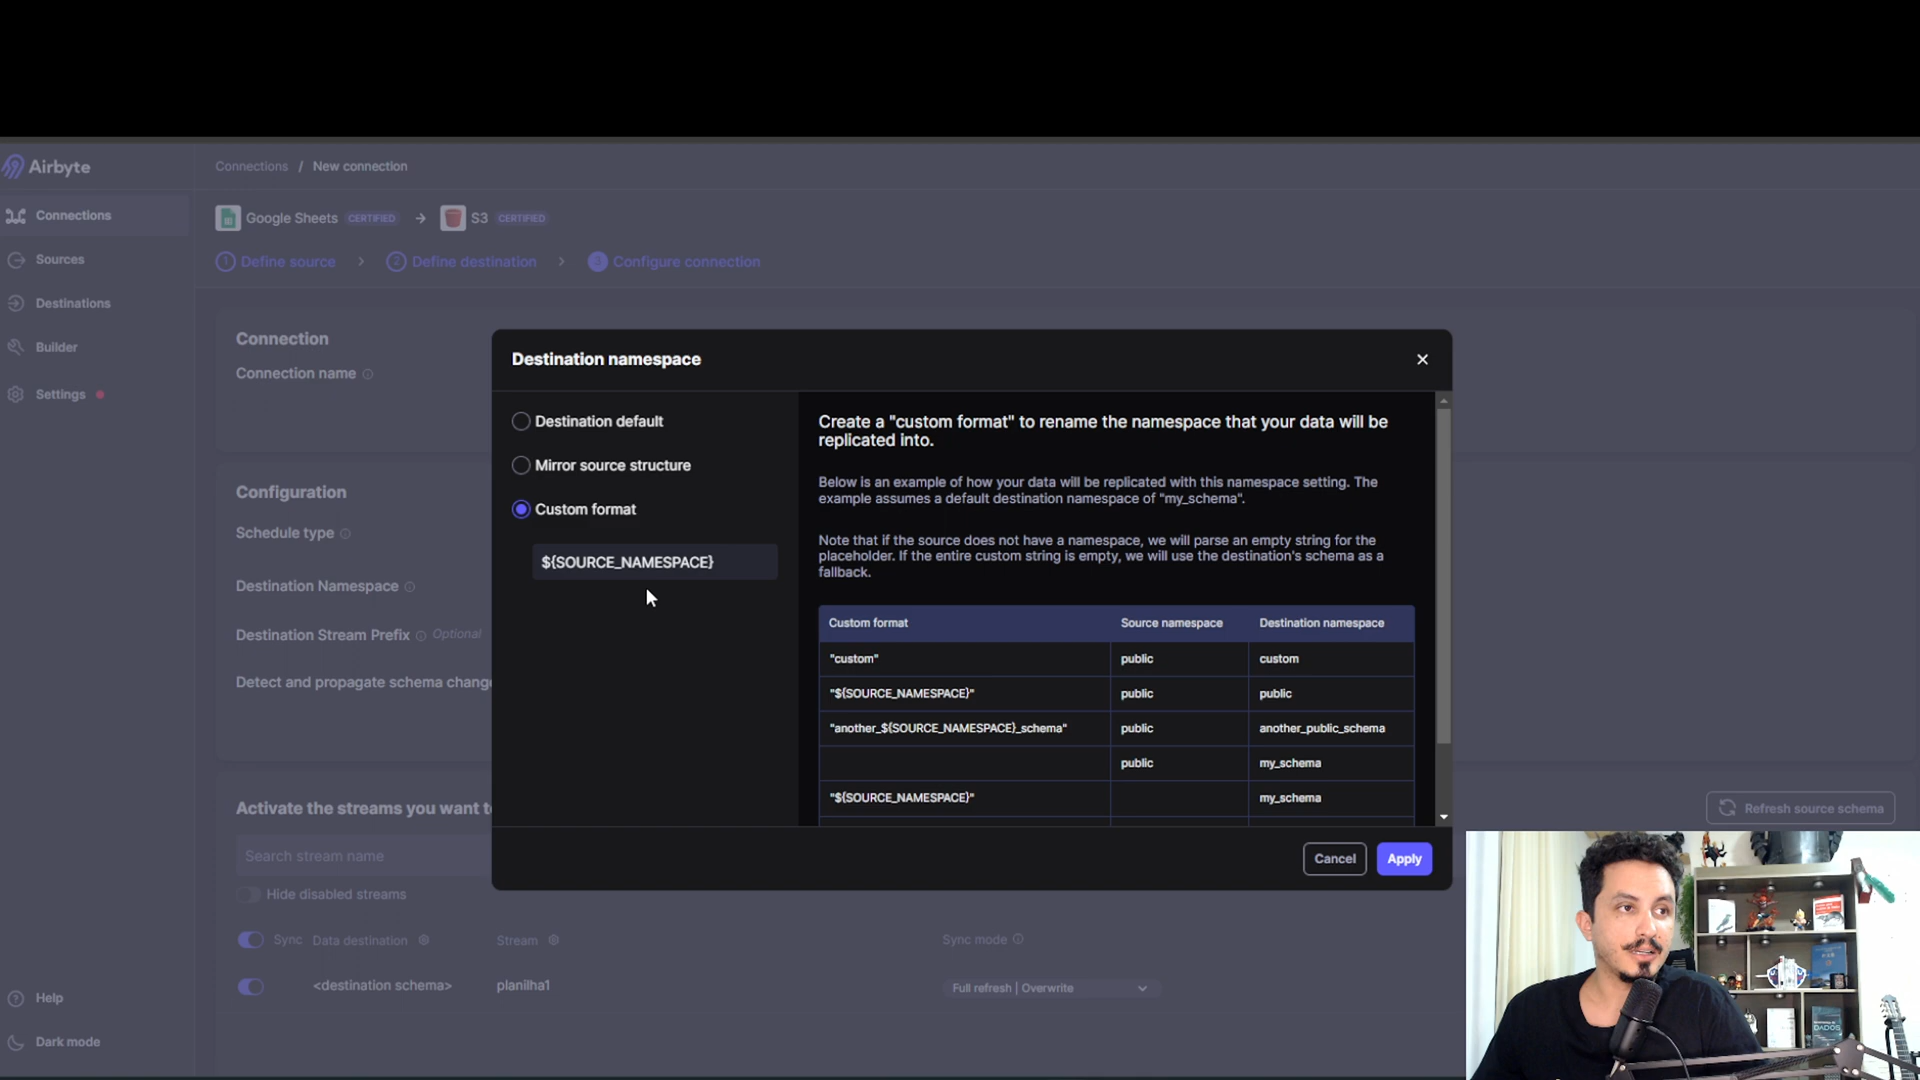 Airbyte
Connections / New connection
Connections
Google Sheets CERTIFIED → S3 CERTIFIED
Sources
1 Define source > 2 Define destination > 3 Configure connection
Destinations
Builder
Settings
Connection
Connection name
Configuration
Schedule type
Destination Namespace
Destination Stream Prefix Optional
Detect and propagate schema change
Destination namespace
Destination default
Mirror source structure
Custom format
${SOURCE_NAMESPACE}
Create a "custom format" to rename the namespace that your data will be
replicated into.
Below is an example of how your data will be replicated with this namespace setting. The
example assumes a default destination namespace of "my_schema".
Note that if the source does not have a namespace, we will parse an empty string for the
placeholder. If the entire custom string is empty, we will use the destination's schema as a
fallback.
Custom format Source namespace Destination namespace
"custom" public custom
"${SOURCE_NAMESPACE}" public public
"another_${SOURCE_NAMESPACE}_schema" public another_public_schema
public my_schema
"${SOURCE_NAMESPACE}" my_schema
Cancel Apply
Activate the streams you want t
Refresh source schema
Search stream name
Hide disabled streams
Sync Data destination Stream Sync mode
<destination schema> planilha1 Full refresh | Overwrite
Help
Dark mode
DADOS